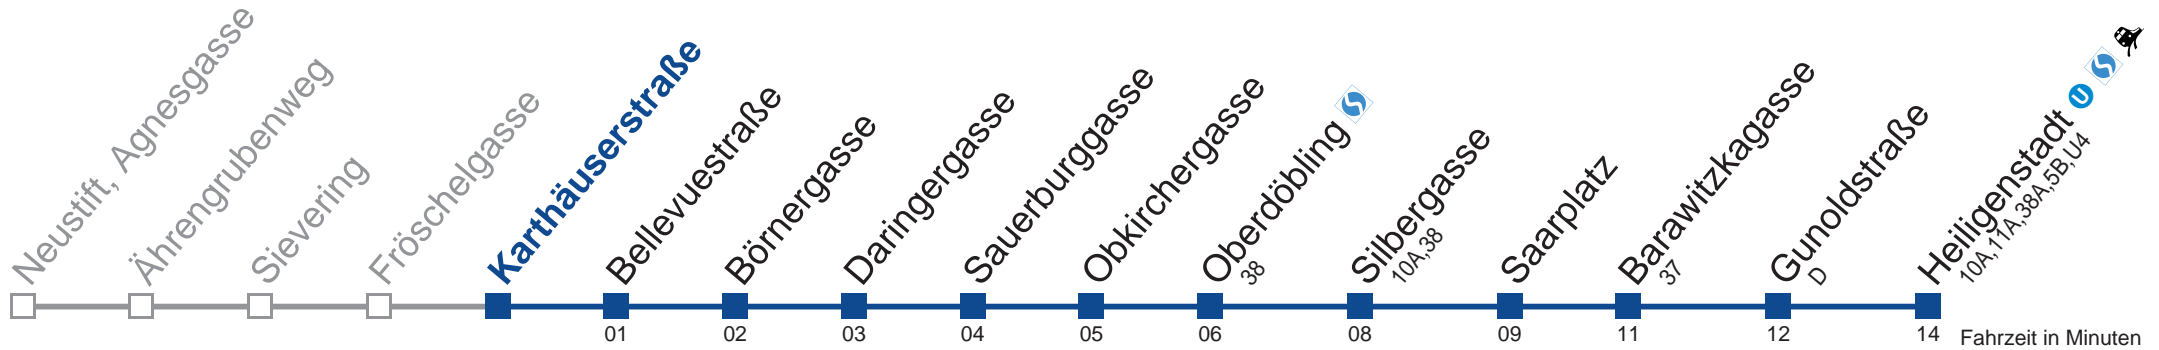 Neustift, Agnesgasse
Ährengrubenweg
Sievering
Fröschelgasse
Karthäuserstraße
Bellevuestraße
Börnergasse
Daringergasse
Sauerburggasse
Obkirchergasse
Oberdöbling
38
Silbergasse
10A,38
Saarplatz
Barawitzkagasse
37
Gunoldstraße
D
Heiligenstadt U
10A,11A,38A,5B,U4
01 02 03 04 05 06 08 09 11 12 14 Fahrzeit in Minuten